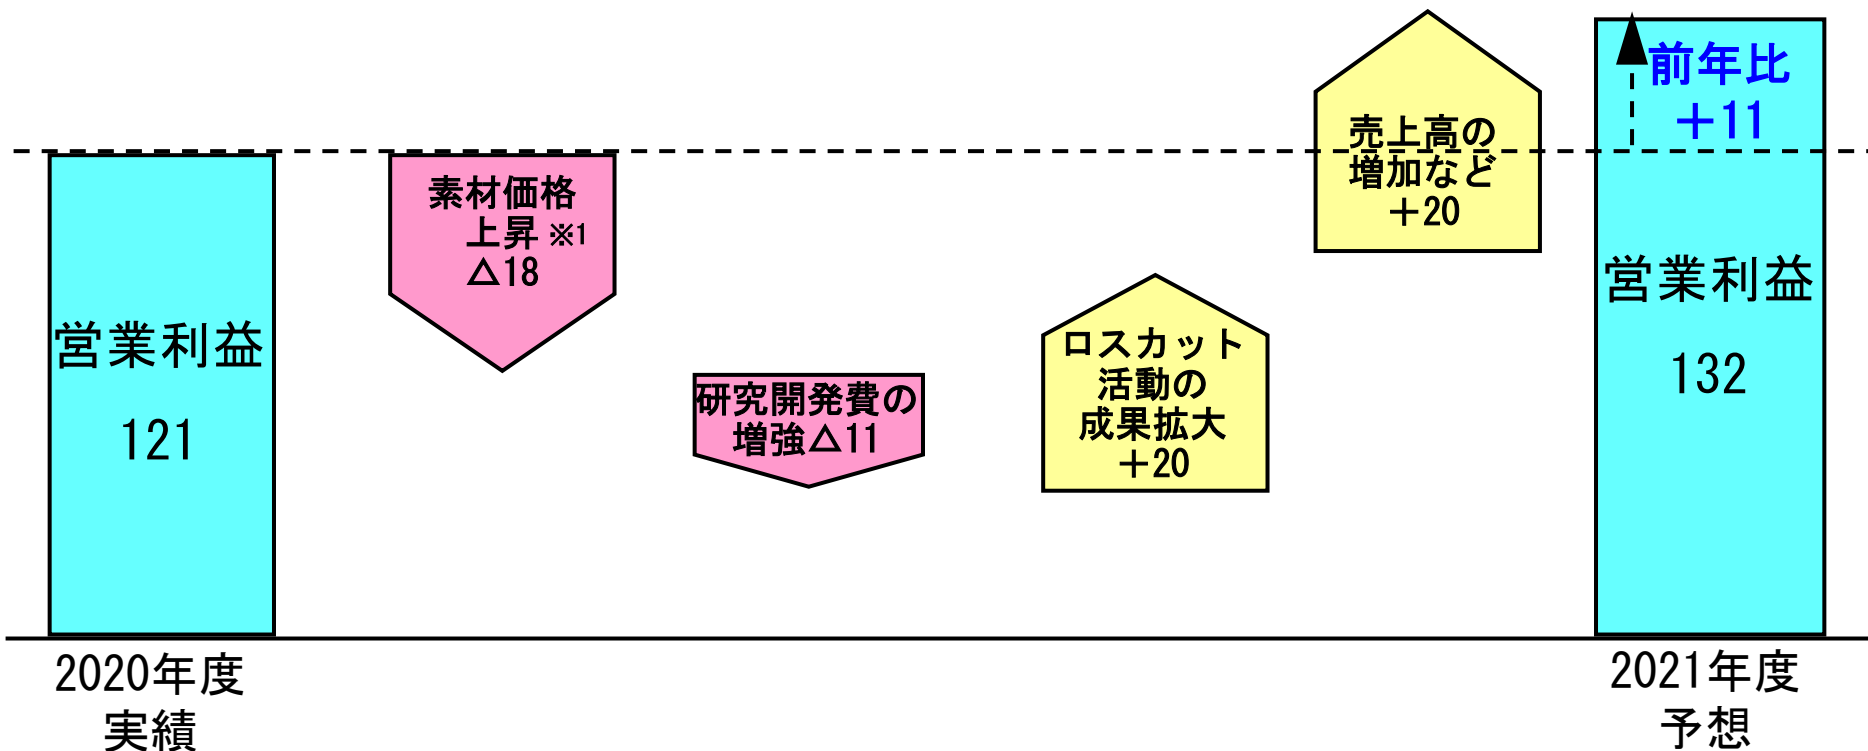 営業利益
121
2020年度
実績
素材価格
上昇 ※1
△18
研究開発費の
増強△11
ロスカット
活動の
成果拡大
＋20
売上高の
増加など
＋20
前年比
＋11
営業利益
132
2021年度
予想